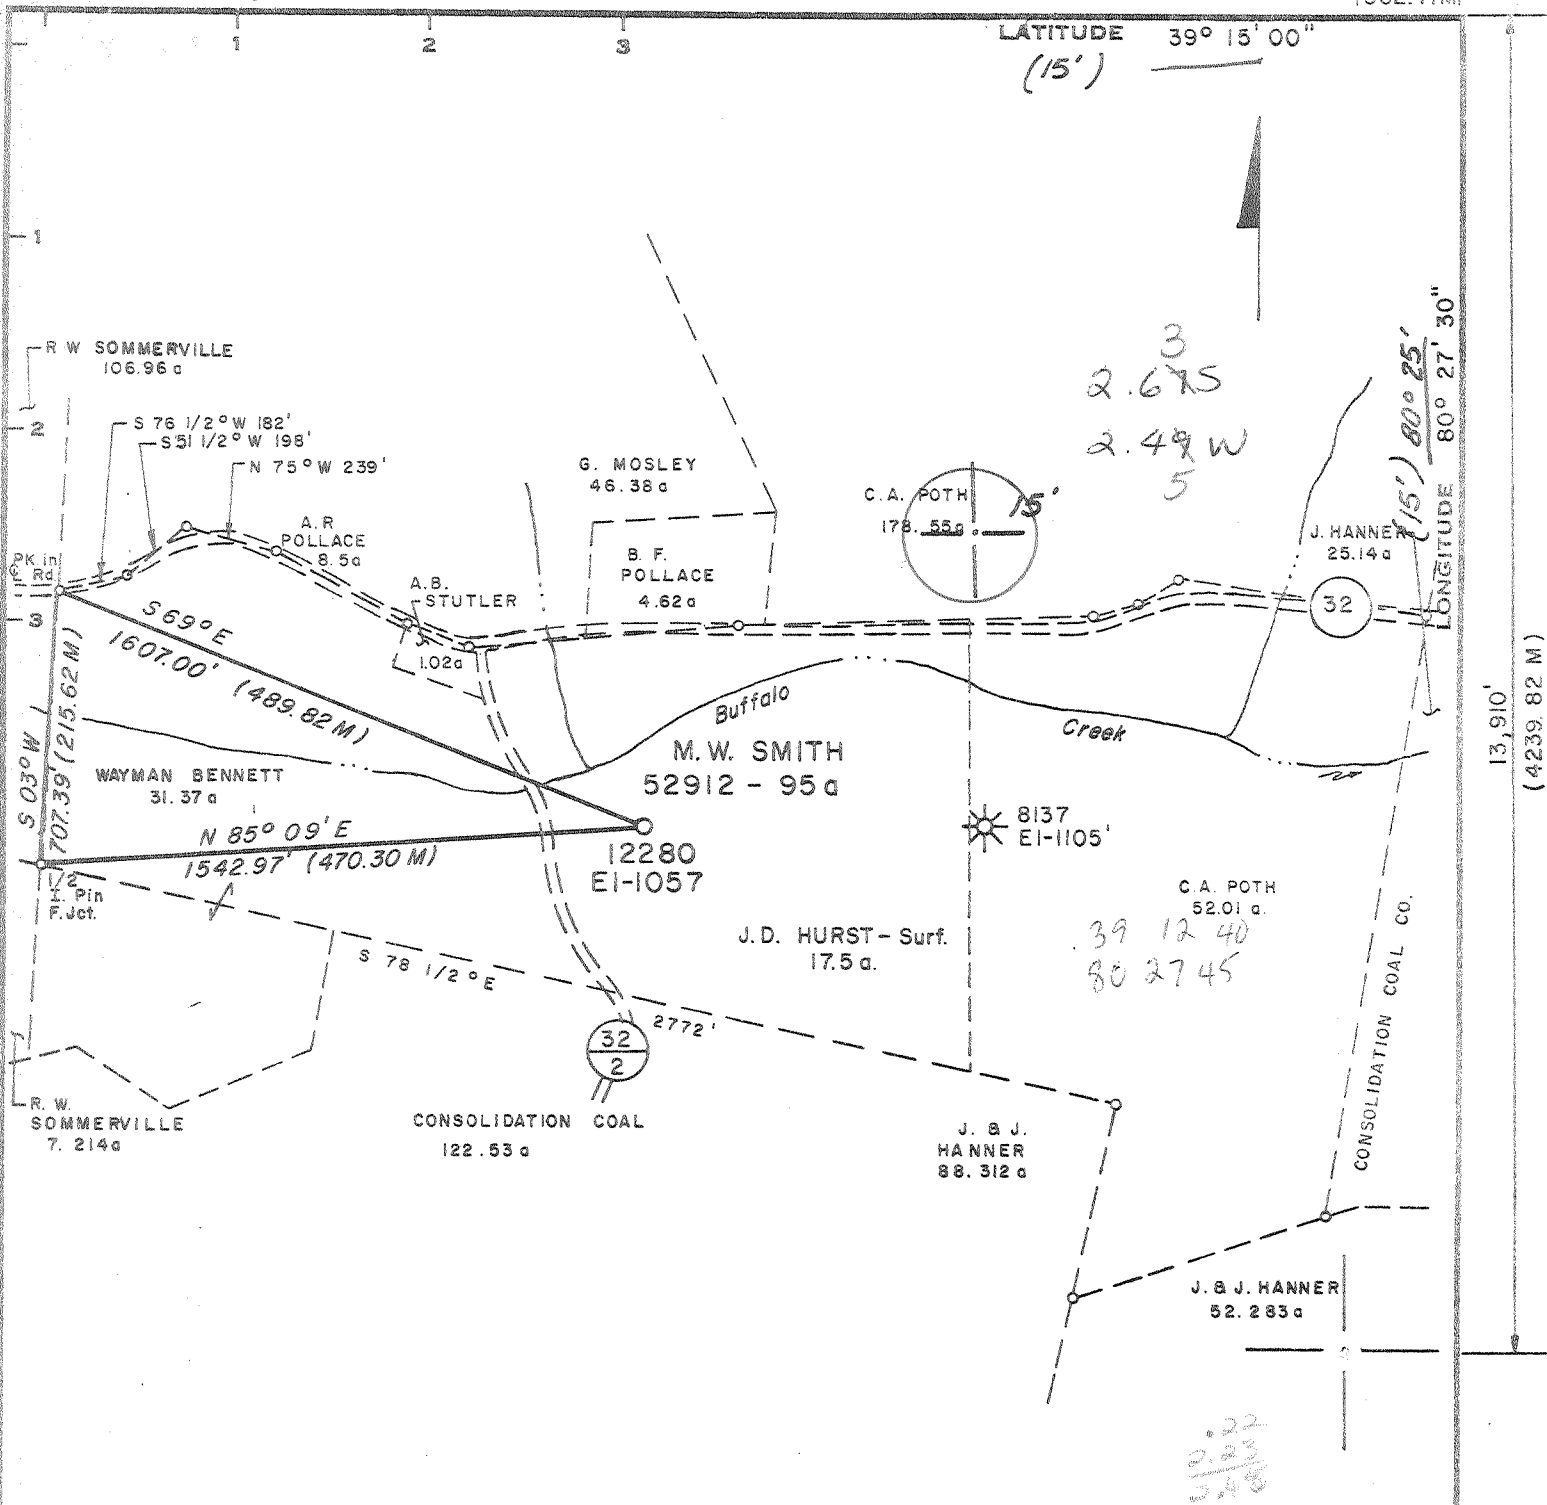 1 2 3
LATITUDE 39° 15' 00"
(15')
1
R W SOMMERVILLE
106.96 a
2
S 76 1/2° W 182'
S 51 1/2° W 198'
N 75° W 239'
3
2.6 S
2.4 W
5
(15') 80° 25'
LONGITUDE 80° 27' 30"
G. MOSLEY
46.38 a
C.A. POTH
178.55 a
15'
A. R
POLLACE
8.5 a
J. HANNER
25.14 a
PK in
℄ Rd
B. F.
POLLACE
4.62 a
A.B.
STUTLER
1.02 a
32
3
S 69° E
1607.00' (489.82 M)
S 03° W
707.39' (215.62 M)
Buffalo
Creek
13,910'
(4239.82 M)
M.W. SMITH
52912 - 95 a
WAYMAN BENNETT
31.37 a
8137
El-1105'
N 85° 09' E
1542.97' (470.30 M)
12280
El-1057
1/2
I. Pin
F. Jct.
C.A. POTH
52.01 a.
J.D. HURST - Surf.
17.5 a.
39 12 40
80 27 45
S 78 1/2° E
2772'
CONSOLIDATION COAL CO.
32
2
R. W.
SOMMERVILLE
7.214 a
CONSOLIDATION COAL
122.53 a
J. & J.
HANNER
88.312 a
J. & J. HANNER
52.283 a
.22
2.23